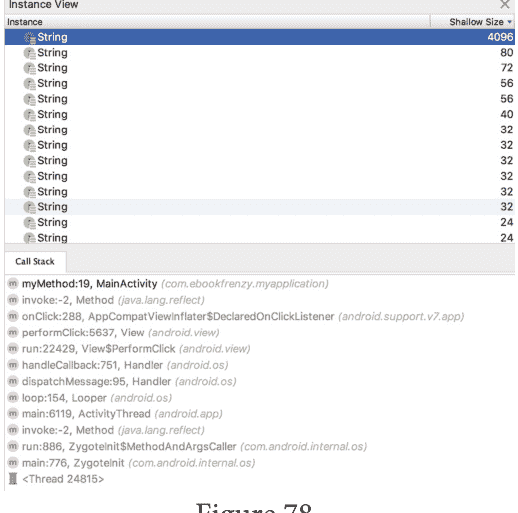 Instance View
Instance Shallow Size
String 4096
String 80
String 72
String 56
String 56
String 40
String 32
String 32
String 32
String 32
String 32
String 32
String 24
String 24
Call Stack
myMethod:19, MainActivity (com.ebookfrenzy.myapplication)
invoke:-2, Method (java.lang.reflect)
onClick:288, AppCompatViewInflater$DeclaredOnClickListener (android.support.v7.app)
performClick:5637, View (android.view)
run:22429, View$PerformClick (android.view)
handleCallback:751, Handler (android.os)
dispatchMessage:95, Handler (android.os)
loop:154, Looper (android.os)
main:6119, ActivityThread (android.app)
invoke:-2, Method (java.lang.reflect)
run:886, ZygoteInit$MethodAndArgsCaller (com.android.internal.os)
main:776, ZygoteInit (com.android.internal.os)
<Thread 24815>
Figure 78